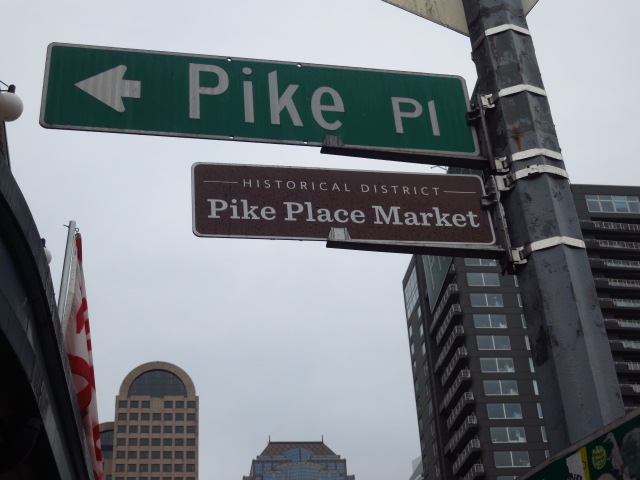 Pike Pl
HISTORICAL DISTRICT
Pike Place Market